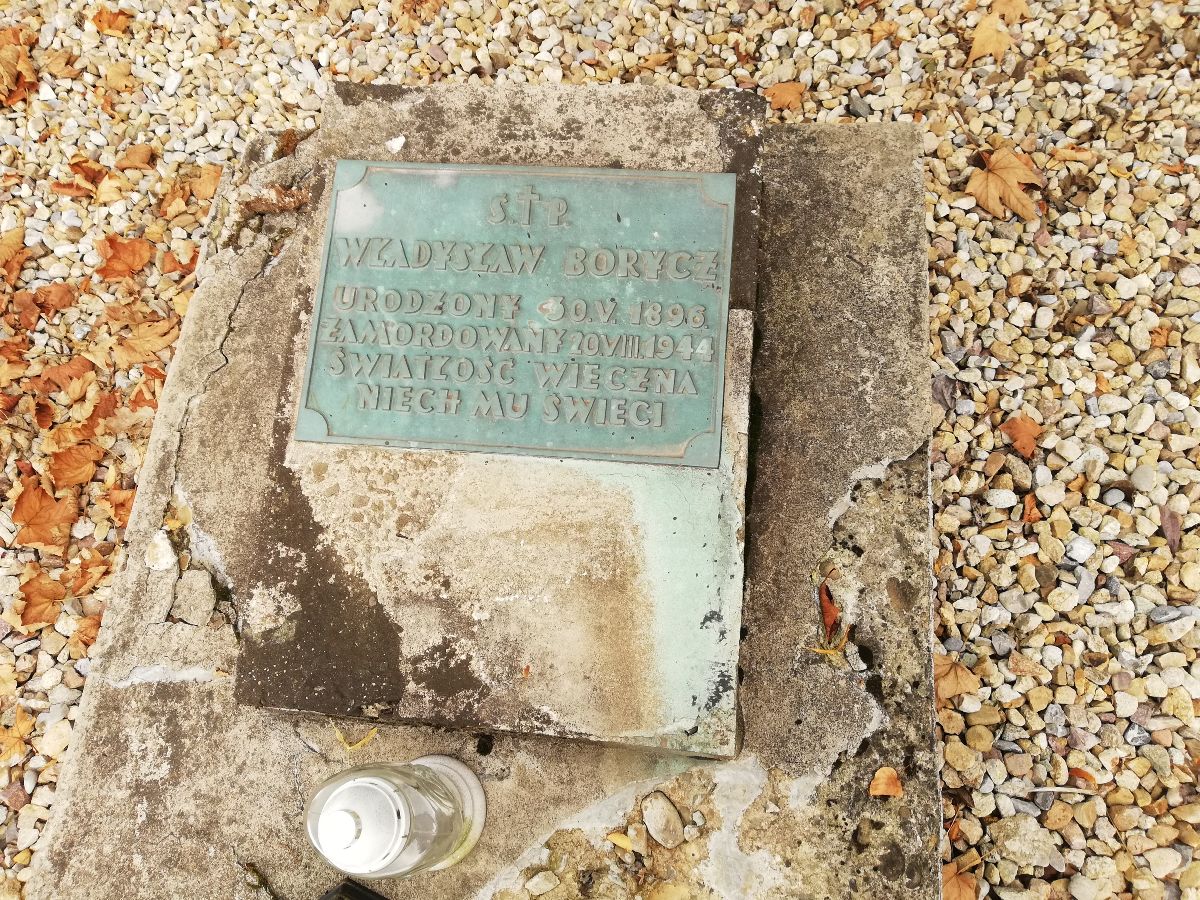 Ś.†P.
WŁADYSŁAW BORYCZ
URODZONY 30.V. 1896.
ZAMORDOWANY 20.VIII.1944
ŚWIATŁOŚĆ WIECZNA
NIECH MU ŚWIECI